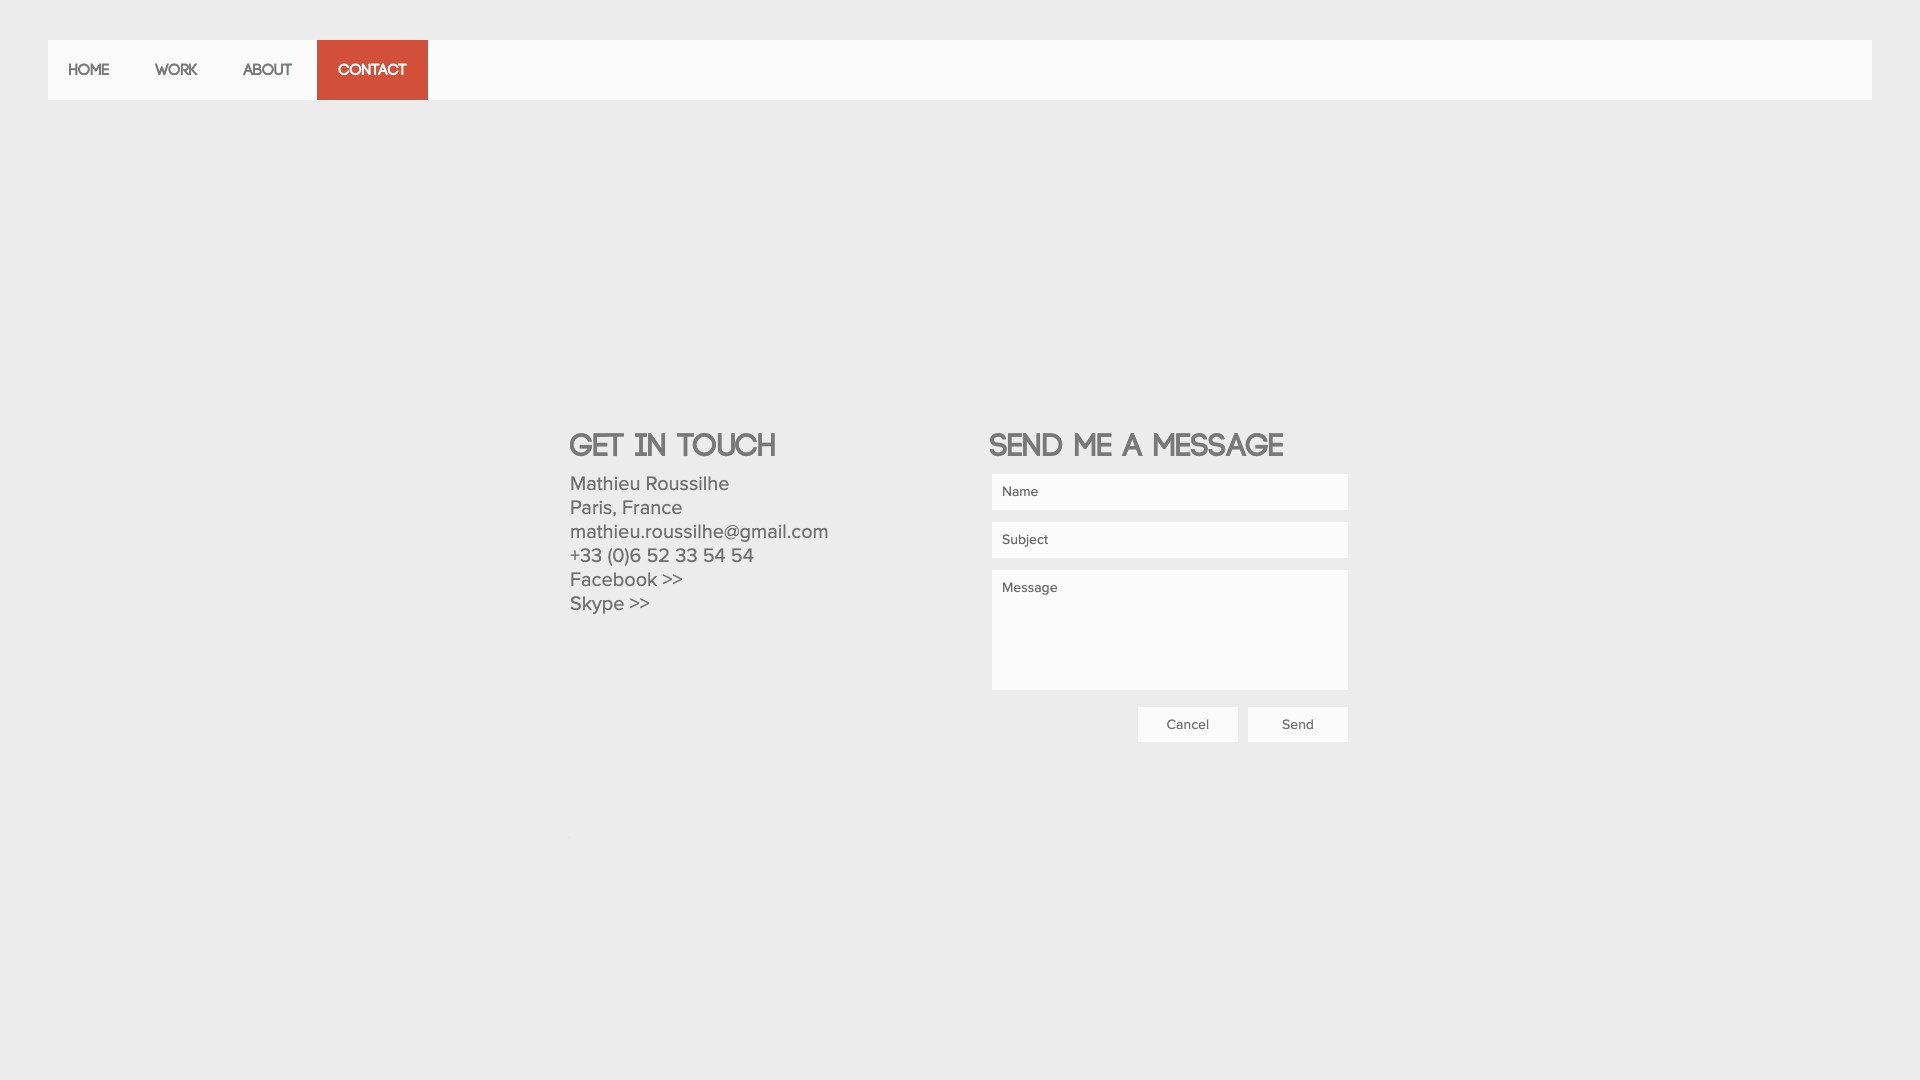 HOME
WORK
ABOUT
CONTACT
GET IN TOUCH
Mathieu Roussilhe
Paris, France
mathieu.roussilhe@gmail.com
+33 (0)6 52 33 54 54
Facebook >>
Skype >>
SEND ME A MESSAGE
Name
Subject
Message
Cancel
Send